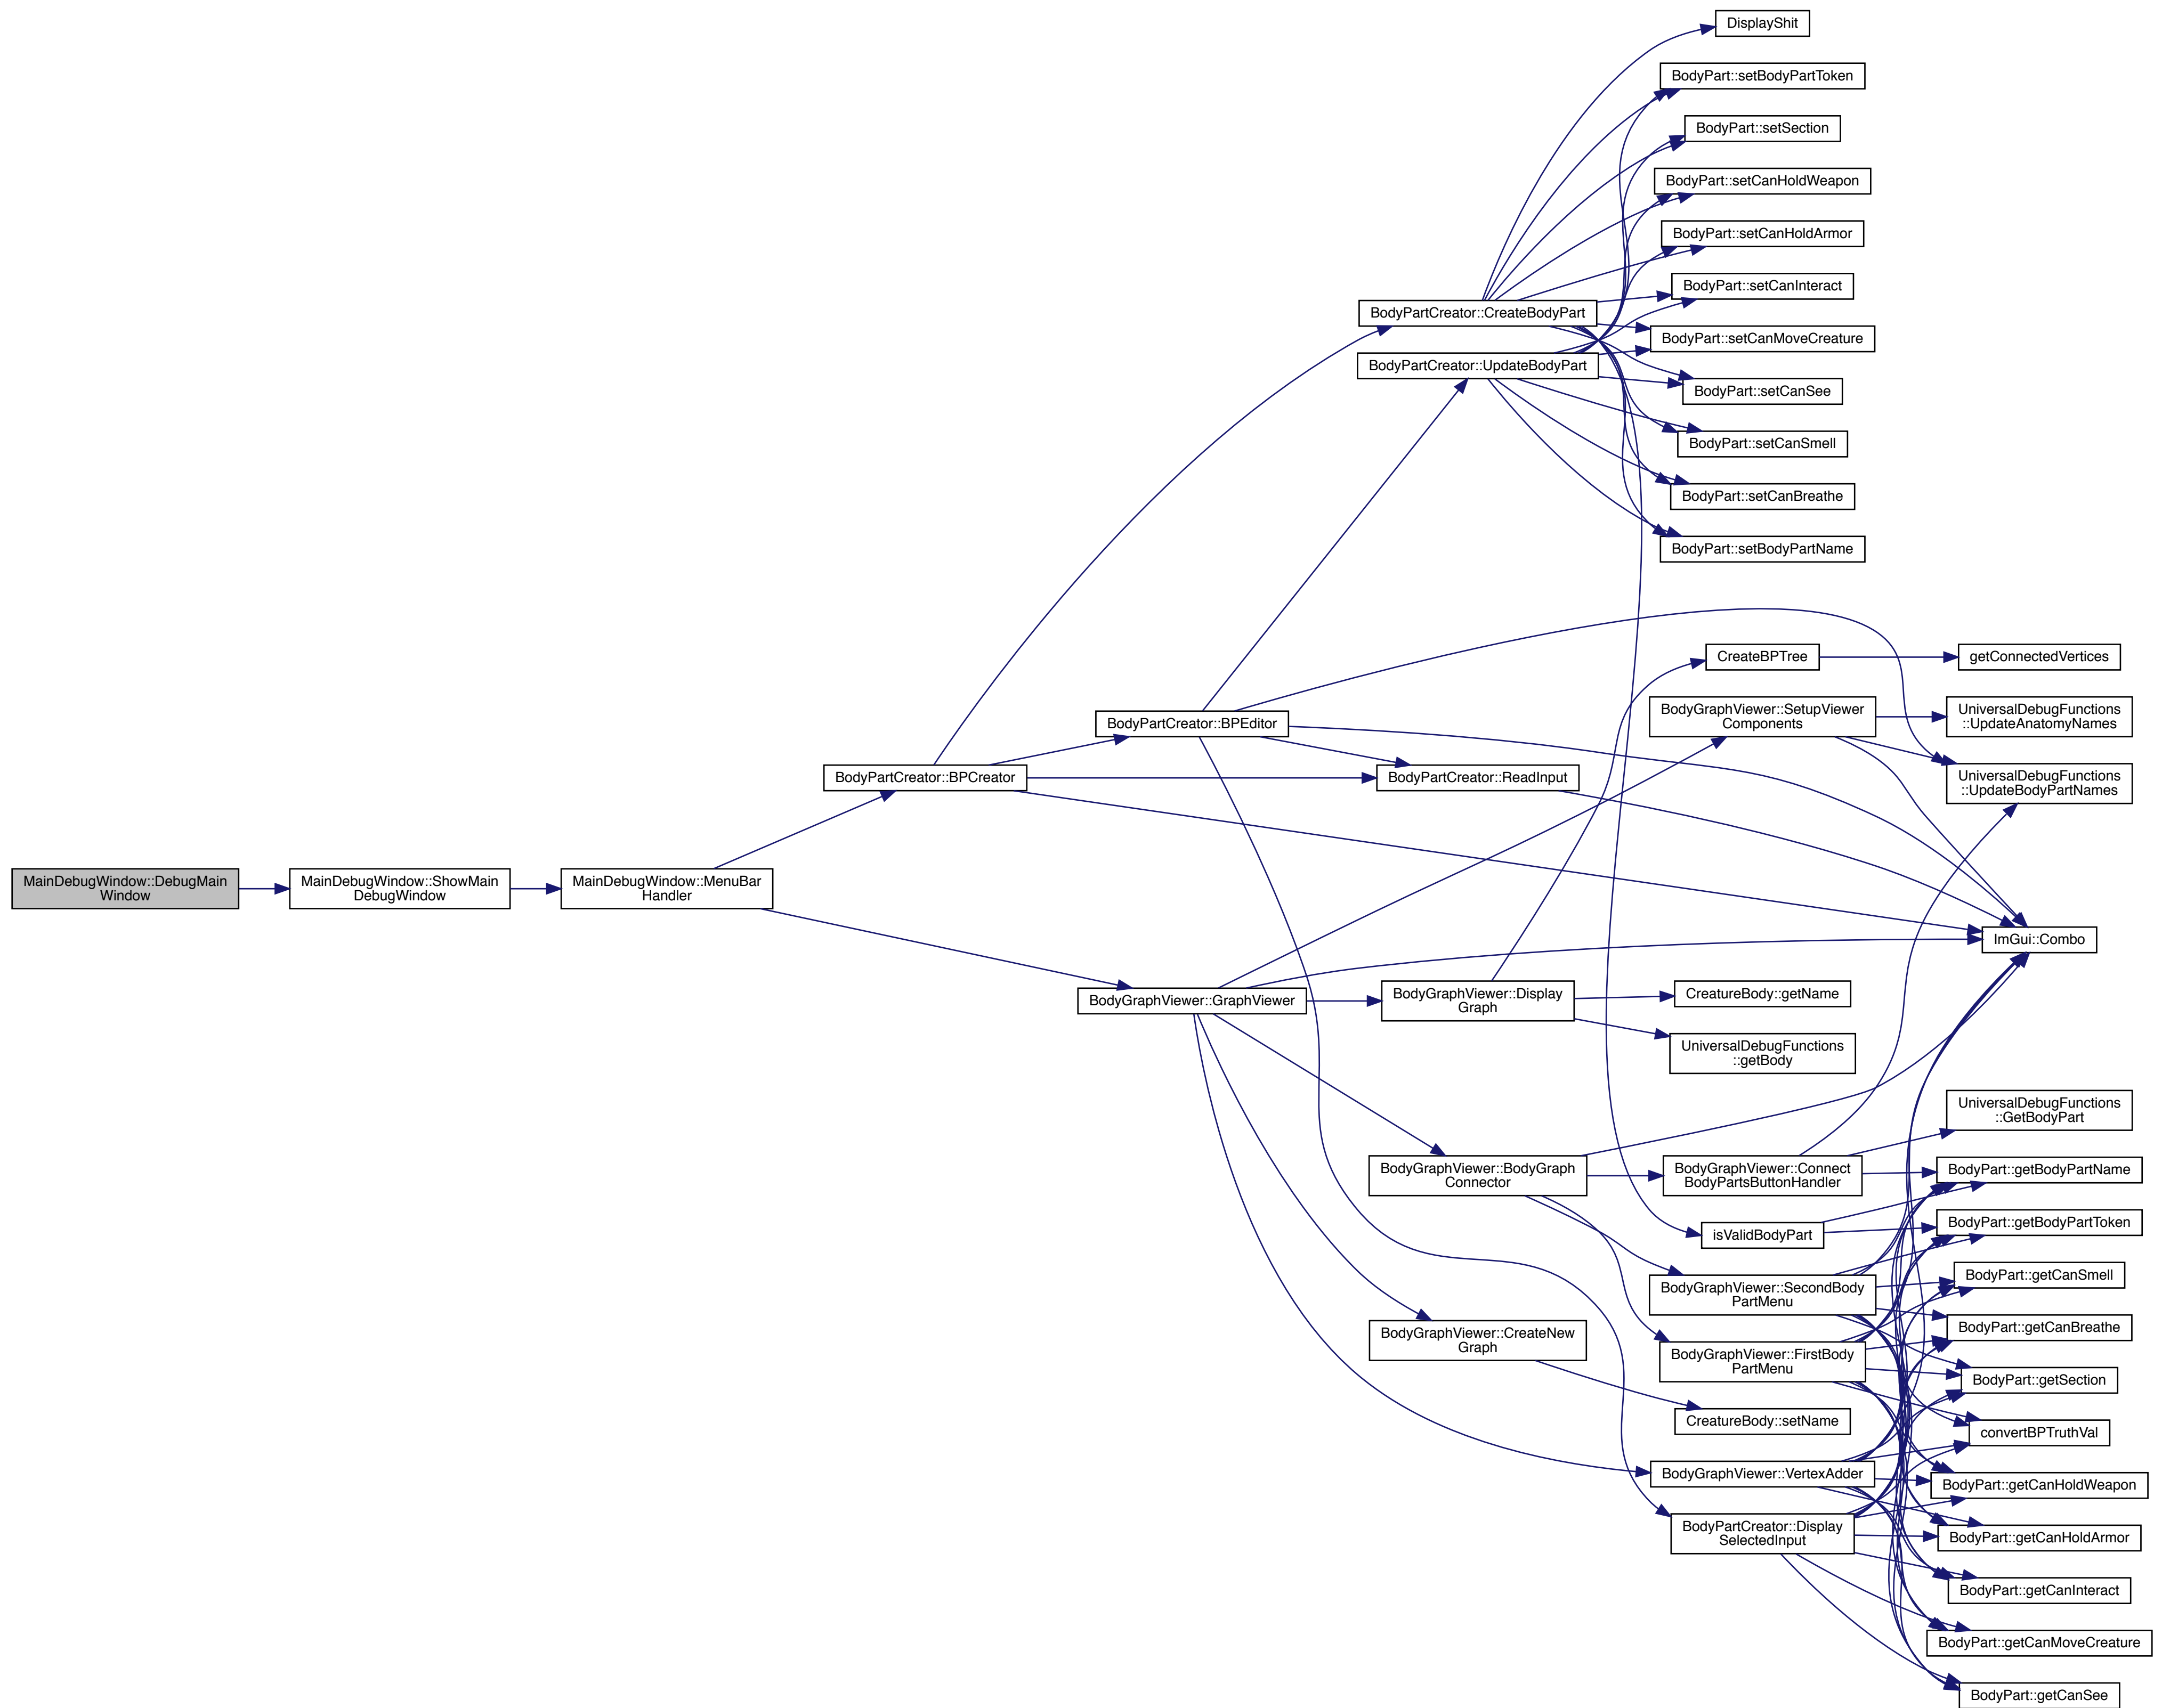 DisplayShit
BodyPart::setBodyPartToken
BodyPart::setSection
BodyPart::setCanHoldWeapon
BodyPart::setCanHoldArmor
BodyPart::setCanInteract
BodyPartCreator::CreateBodyPart
BodyPart::setCanMoveCreature
BodyPartCreator::UpdateBodyPart
BodyPart::setCanSee
BodyPart::setCanSmell
BodyPart::setCanBreathe
BodyPart::setBodyPartName
CreateBPTree
getConnectedVertices
BodyPartCreator::BPEditor
BodyGraphViewer::SetupViewer
Components
UniversalDebugFunctions
::UpdateAnatomyNames
BodyPartCreator::BPCreator
BodyPartCreator::ReadInput
UniversalDebugFunctions
::UpdateBodyPartNames
MainDebugWindow::DebugMain
Window
MainDebugWindow::ShowMain
DebugWindow
MainDebugWindow::MenuBar
Handler
ImGui::Combo
BodyGraphViewer::GraphViewer
BodyGraphViewer::Display
Graph
CreatureBody::getName
UniversalDebugFunctions
::getBody
UniversalDebugFunctions
::GetBodyPart
BodyGraphViewer::BodyGraph
Connector
BodyGraphViewer::Connect
BodyPartsButtonHandler
BodyPart::getBodyPartName
isValidBodyPart
BodyPart::getBodyPartToken
BodyGraphViewer::SecondBody
PartMenu
BodyPart::getCanSmell
BodyGraphViewer::CreateNew
Graph
BodyGraphViewer::FirstBody
PartMenu
BodyPart::getCanBreathe
BodyPart::getSection
CreatureBody::setName
convertBPTruthVal
BodyGraphViewer::VertexAdder
BodyPart::getCanHoldWeapon
BodyPartCreator::Display
SelectedInput
BodyPart::getCanHoldArmor
BodyPart::getCanInteract
BodyPart::getCanMoveCreature
BodyPart::getCanSee